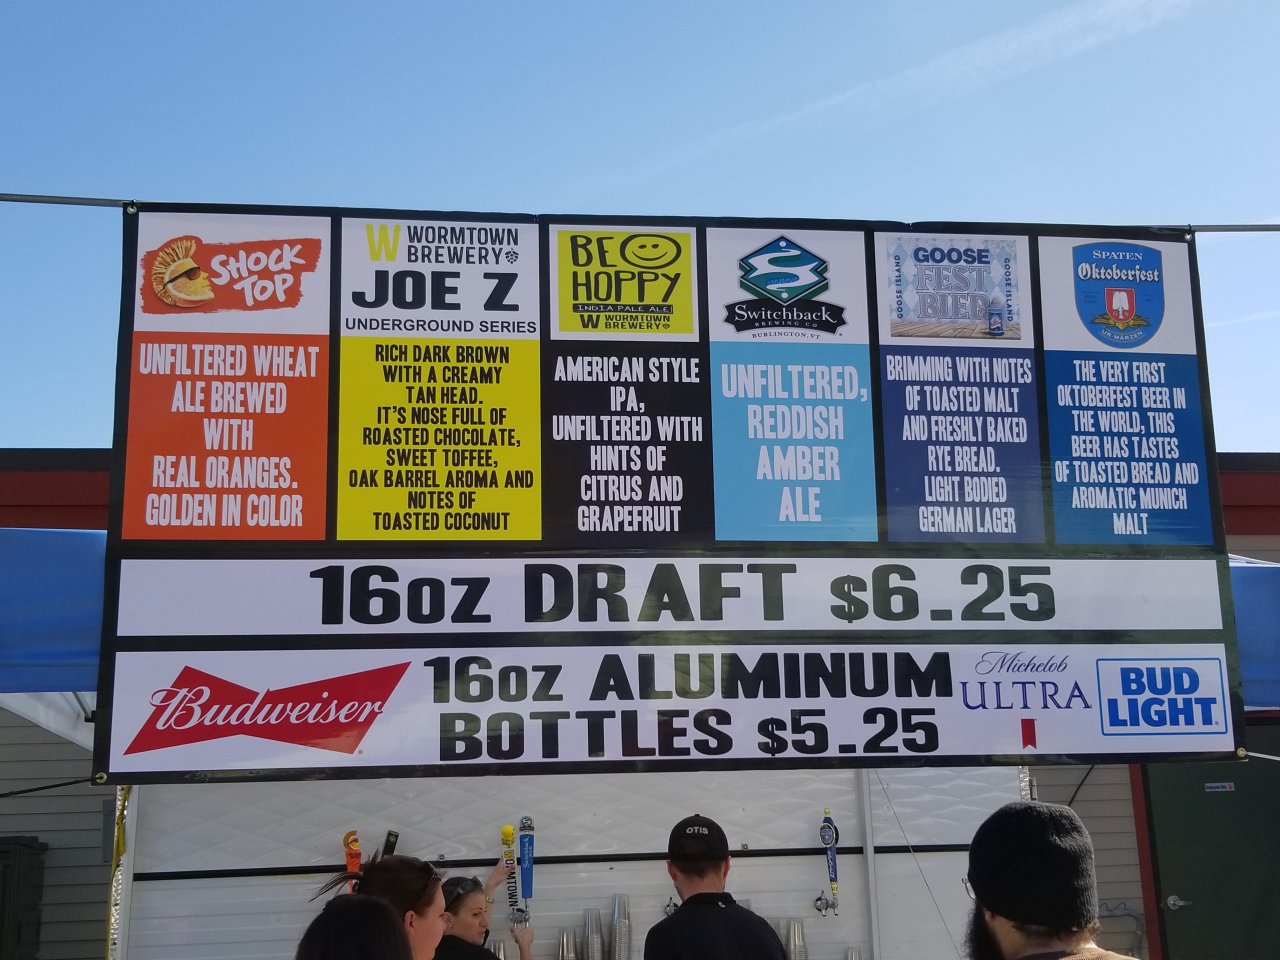 SHOCK
TOP
UNFILTERED WHEAT
ALE BREWED
WITH
REAL ORANGES.
GOLDEN IN COLOR
W WORMTOWN
BREWERY
JOE Z
UNDERGROUND SERIES
RICH DARK BROWN
WITH A CREAMY
TAN HEAD.
IT'S NOSE FULL OF
ROASTED CHOCOLATE,
SWEET TOFFEE,
OAK BARREL AROMA AND
NOTES OF
TOASTED COCONUT
BE
HOPPY
INDIA PALE ALE
W WORMTOWN
BREWERY
AMERICAN STYLE
IPA,
UNFILTERED WITH
HINTS OF
CITRUS AND
GRAPEFRUIT
Switchback
BREWING CO
BURLINGTON, VT
UNFILTERED,
REDDISH
AMBER
ALE
GOOSE ISLAND
GOOSE
FEST
BIER
GOOSE ISLAND
BRIMMING WITH NOTES
OF TOASTED MALT
AND FRESHLY BAKED
RYE BREAD.
LIGHT BODIED
GERMAN LAGER
SPATEN
Oktoberfest
UR MÄRZEN
THE VERY FIRST
OKTOBERFEST BEER IN
THE WORLD, THIS
BEER HAS TASTES
OF TOASTED BREAD AND
AROMATIC MUNICH
MALT
16oz DRAFT $6.25
Budweiser
16oz ALUMINUM
BOTTLES $5.25
Michelob
ULTRA
BUD
LIGHT
OTIS
WORMTOWN
Switchback